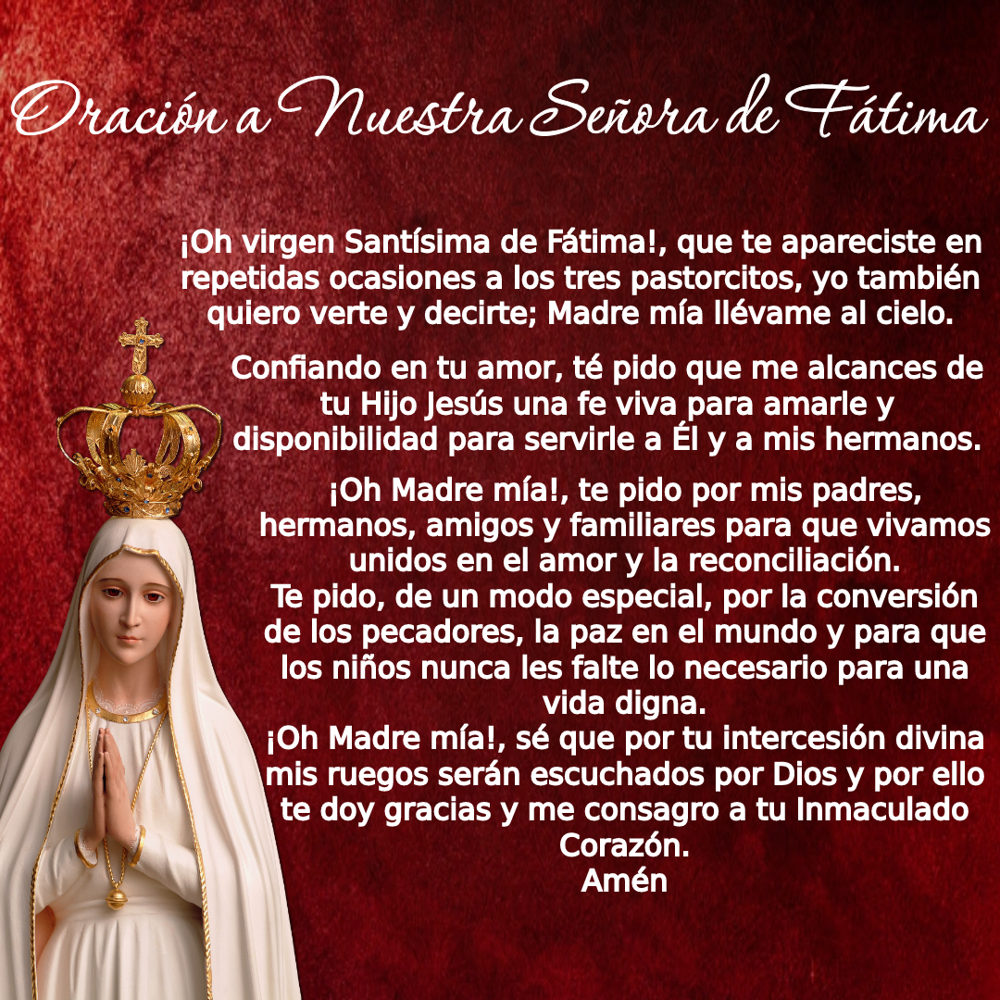 Oración a Nuestra Señora de Fátima
¡Oh virgen Santísima de Fátima!, que te apareciste en
repetidas ocasiones a los tres pastorcitos, yo también
quiero verte y decirte; Madre mía llévame al cielo.
Confiando en tu amor, té pido que me alcances de
tu Hijo Jesús una fe viva para amarle y
disponibilidad para servirle a Él y a mis hermanos.
¡Oh Madre mía!, te pido por mis padres,
hermanos, amigos y familiares para que vivamos
unidos en el amor y la reconciliación.
Te pido, de un modo especial, por la conversión
de los pecadores, la paz en el mundo y para que
los niños nunca les falte lo necesario para una
vida digna.
¡Oh Madre mía!, sé que por tu intercesión divina
mis ruegos serán escuchados por Dios y por ello
te doy gracias y me consagro a tu Inmaculado
Corazón.
Amén